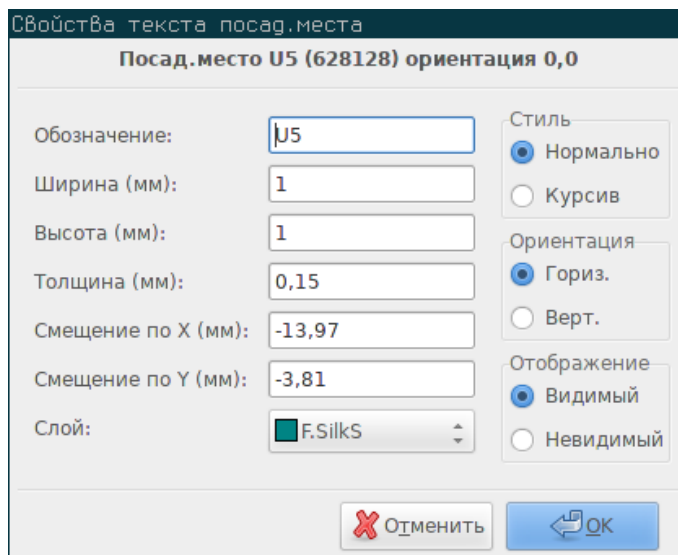 Свойства текста посад.места
Посад.место U5 (628128) ориентация 0,0
Обозначение: U5
Ширина (мм): 1
Высота (мм): 1
Толщина (мм): 0,15
Смещение по X (мм): -13,97
Смещение по Y (мм): -3,81
Слой: F.SilkS
Стиль
Нормально
Курсив
Ориентация
Гориз.
Верт.
Отображение
Видимый
Невидимый
Отменить
OK